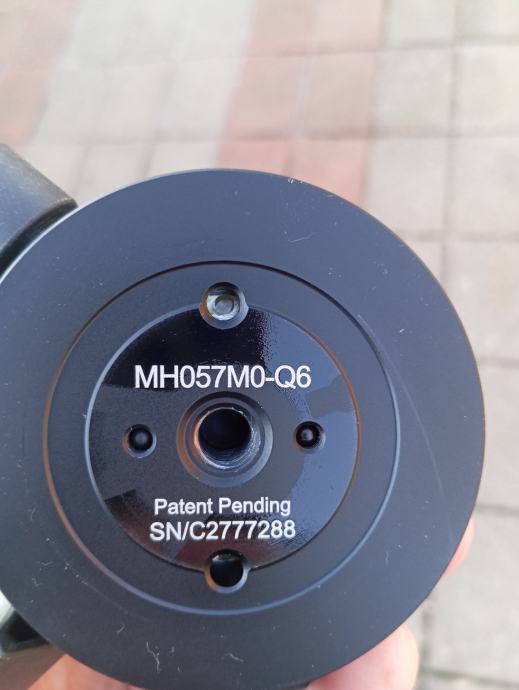 MH057M0-Q6
Patent Pending
SN/C2777288